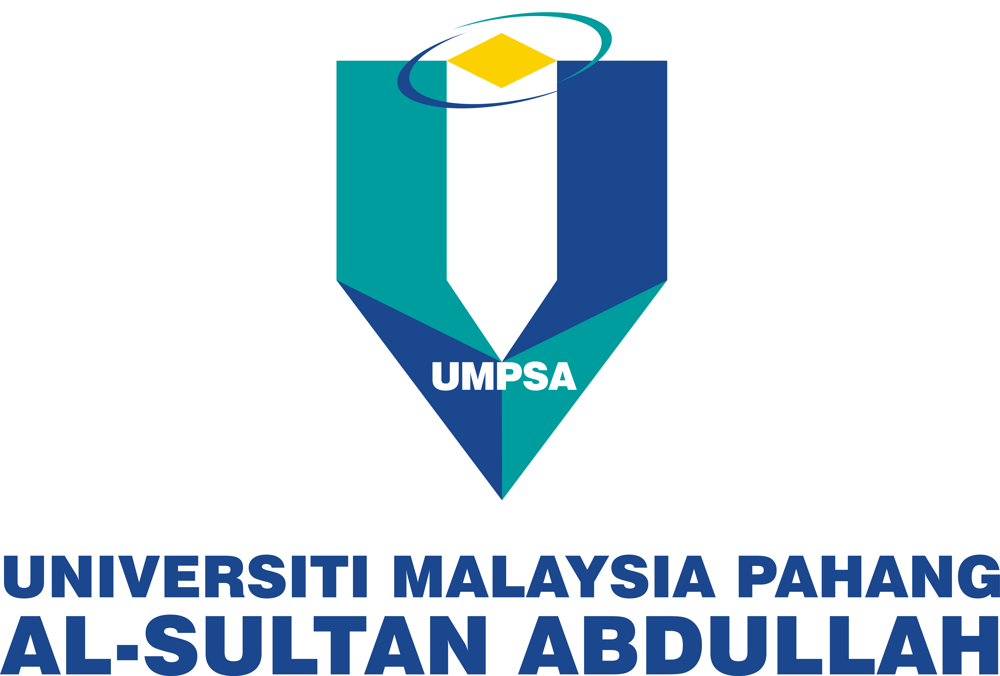 UMPSA
UNIVERSITI MALAYSIA PAHANG
AL-SULTAN ABDULLAH